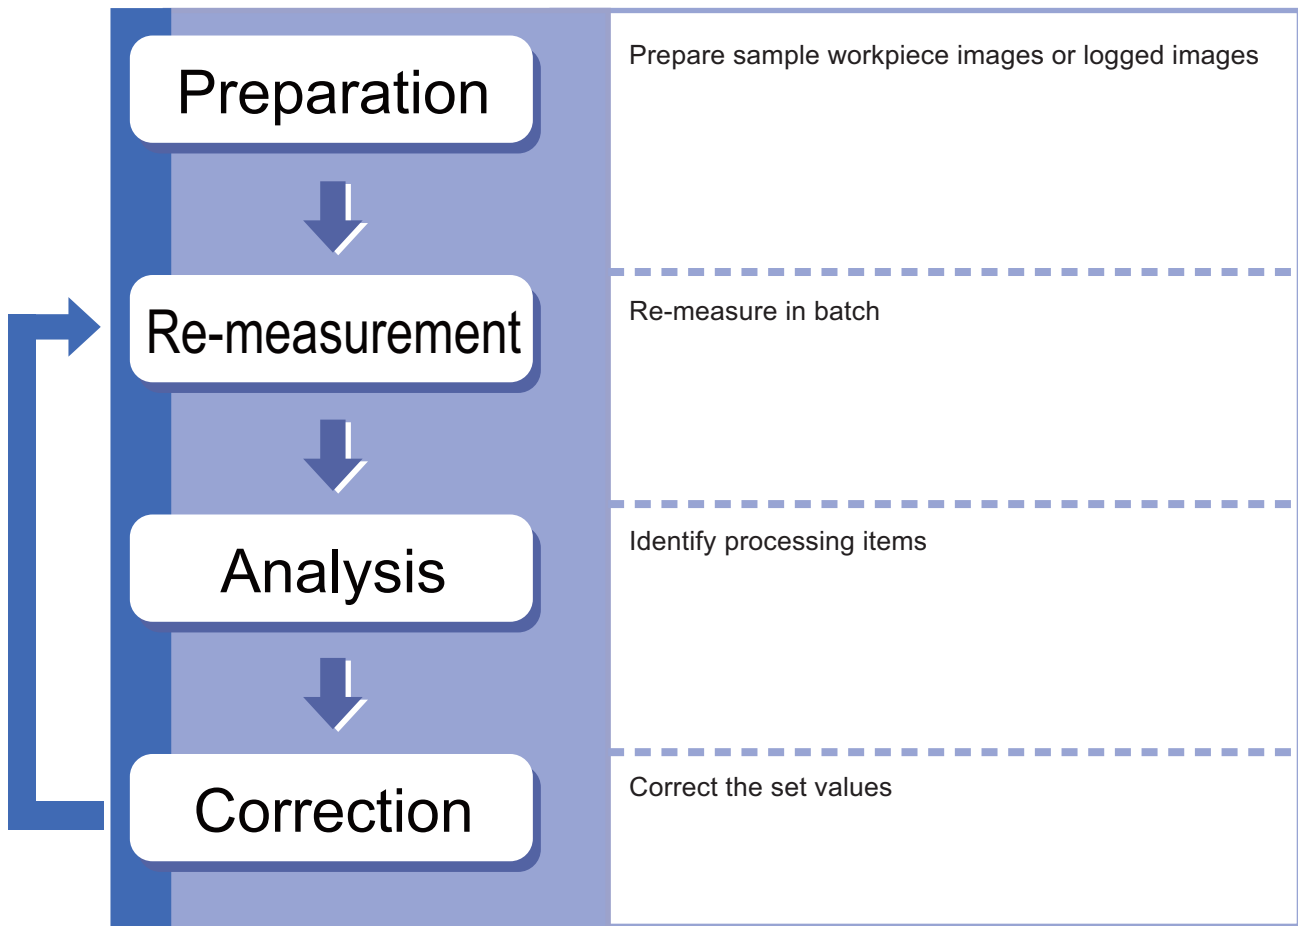 Preparation
Prepare sample workpiece images or logged images
Re-measurement
Re-measure in batch
Analysis
Identify processing items
Correction
Correct the set values